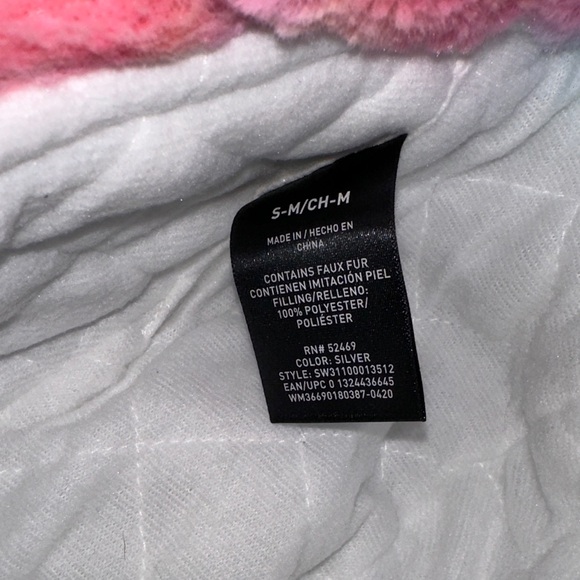 S-M/CH-M
MADE IN / HECHO EN
CHINA
CONTAINS FAUX FUR
CONTIENEN IMITACIÓN PIEL
FILLING/RELLENO:
100% POLYESTER/
POLIÉSTER
RN# 52469
COLOR: SILVER
STYLE: SW31100013512
EAN/UPC 0 1324436645
WM36690180387-0420